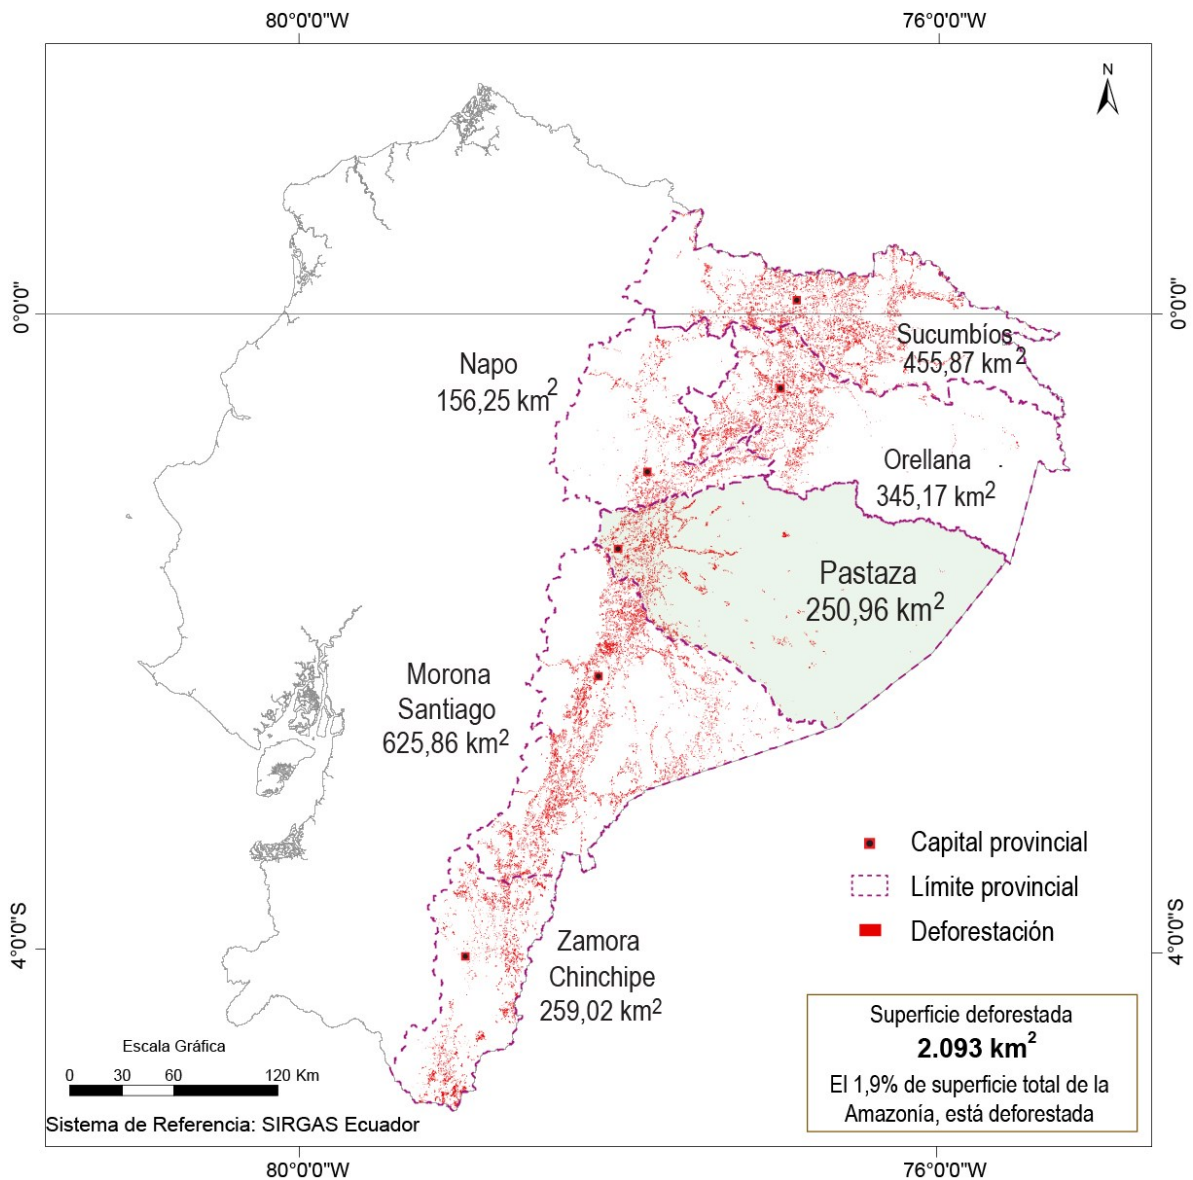 80°0'0"W
76°0'0"W
N
0°0'0"
0°0'0"
Sucumbíos
455,87 km²
Napo
156,25 km²
Orellana
345,17 km²
Pastaza
250,96 km²
Morona
Santiago
625,86 km²
Capital provincial
Límite provincial
Deforestación
4°0'0"S
4°0'0"S
Zamora
Chinchipe
259,02 km²
Superficie deforestada
2.093 km²
El 1,9% de superficie total de la
Amazonía, está deforestada
Escala Gráfica
0 30 60 120 Km
Sistema de Referencia: SIRGAS Ecuador
80°0'0"W
76°0'0"W